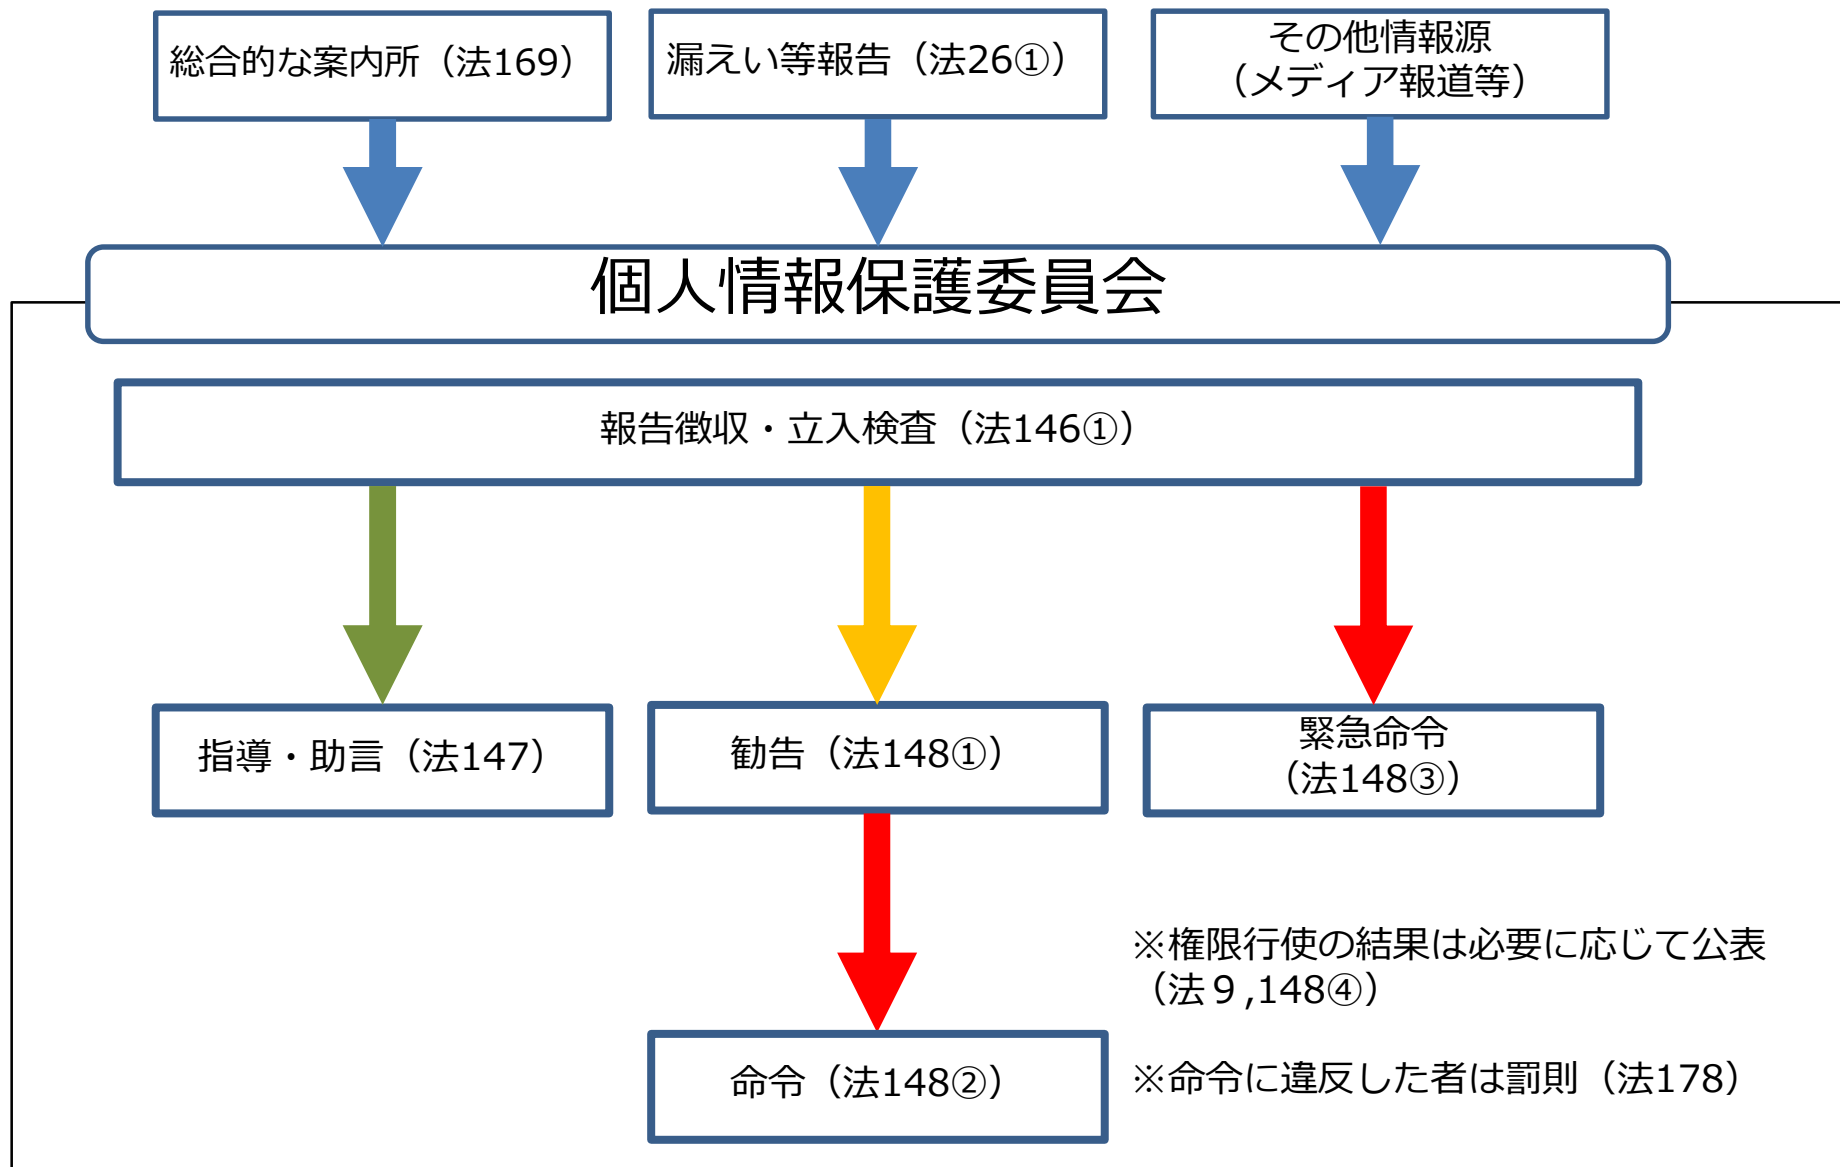 総合的な案内所（法169）
漏えい等報告（法26①）
その他情報源
（メディア報道等）
個人情報保護委員会
報告徴収・立入検査（法146①）
指導・助言（法147）
勧告（法148①）
緊急命令
（法148③）
※権限行使の結果は必要に応じて公表
（法９,148④）
命令（法148②）
※命令に違反した者は罰則（法178）